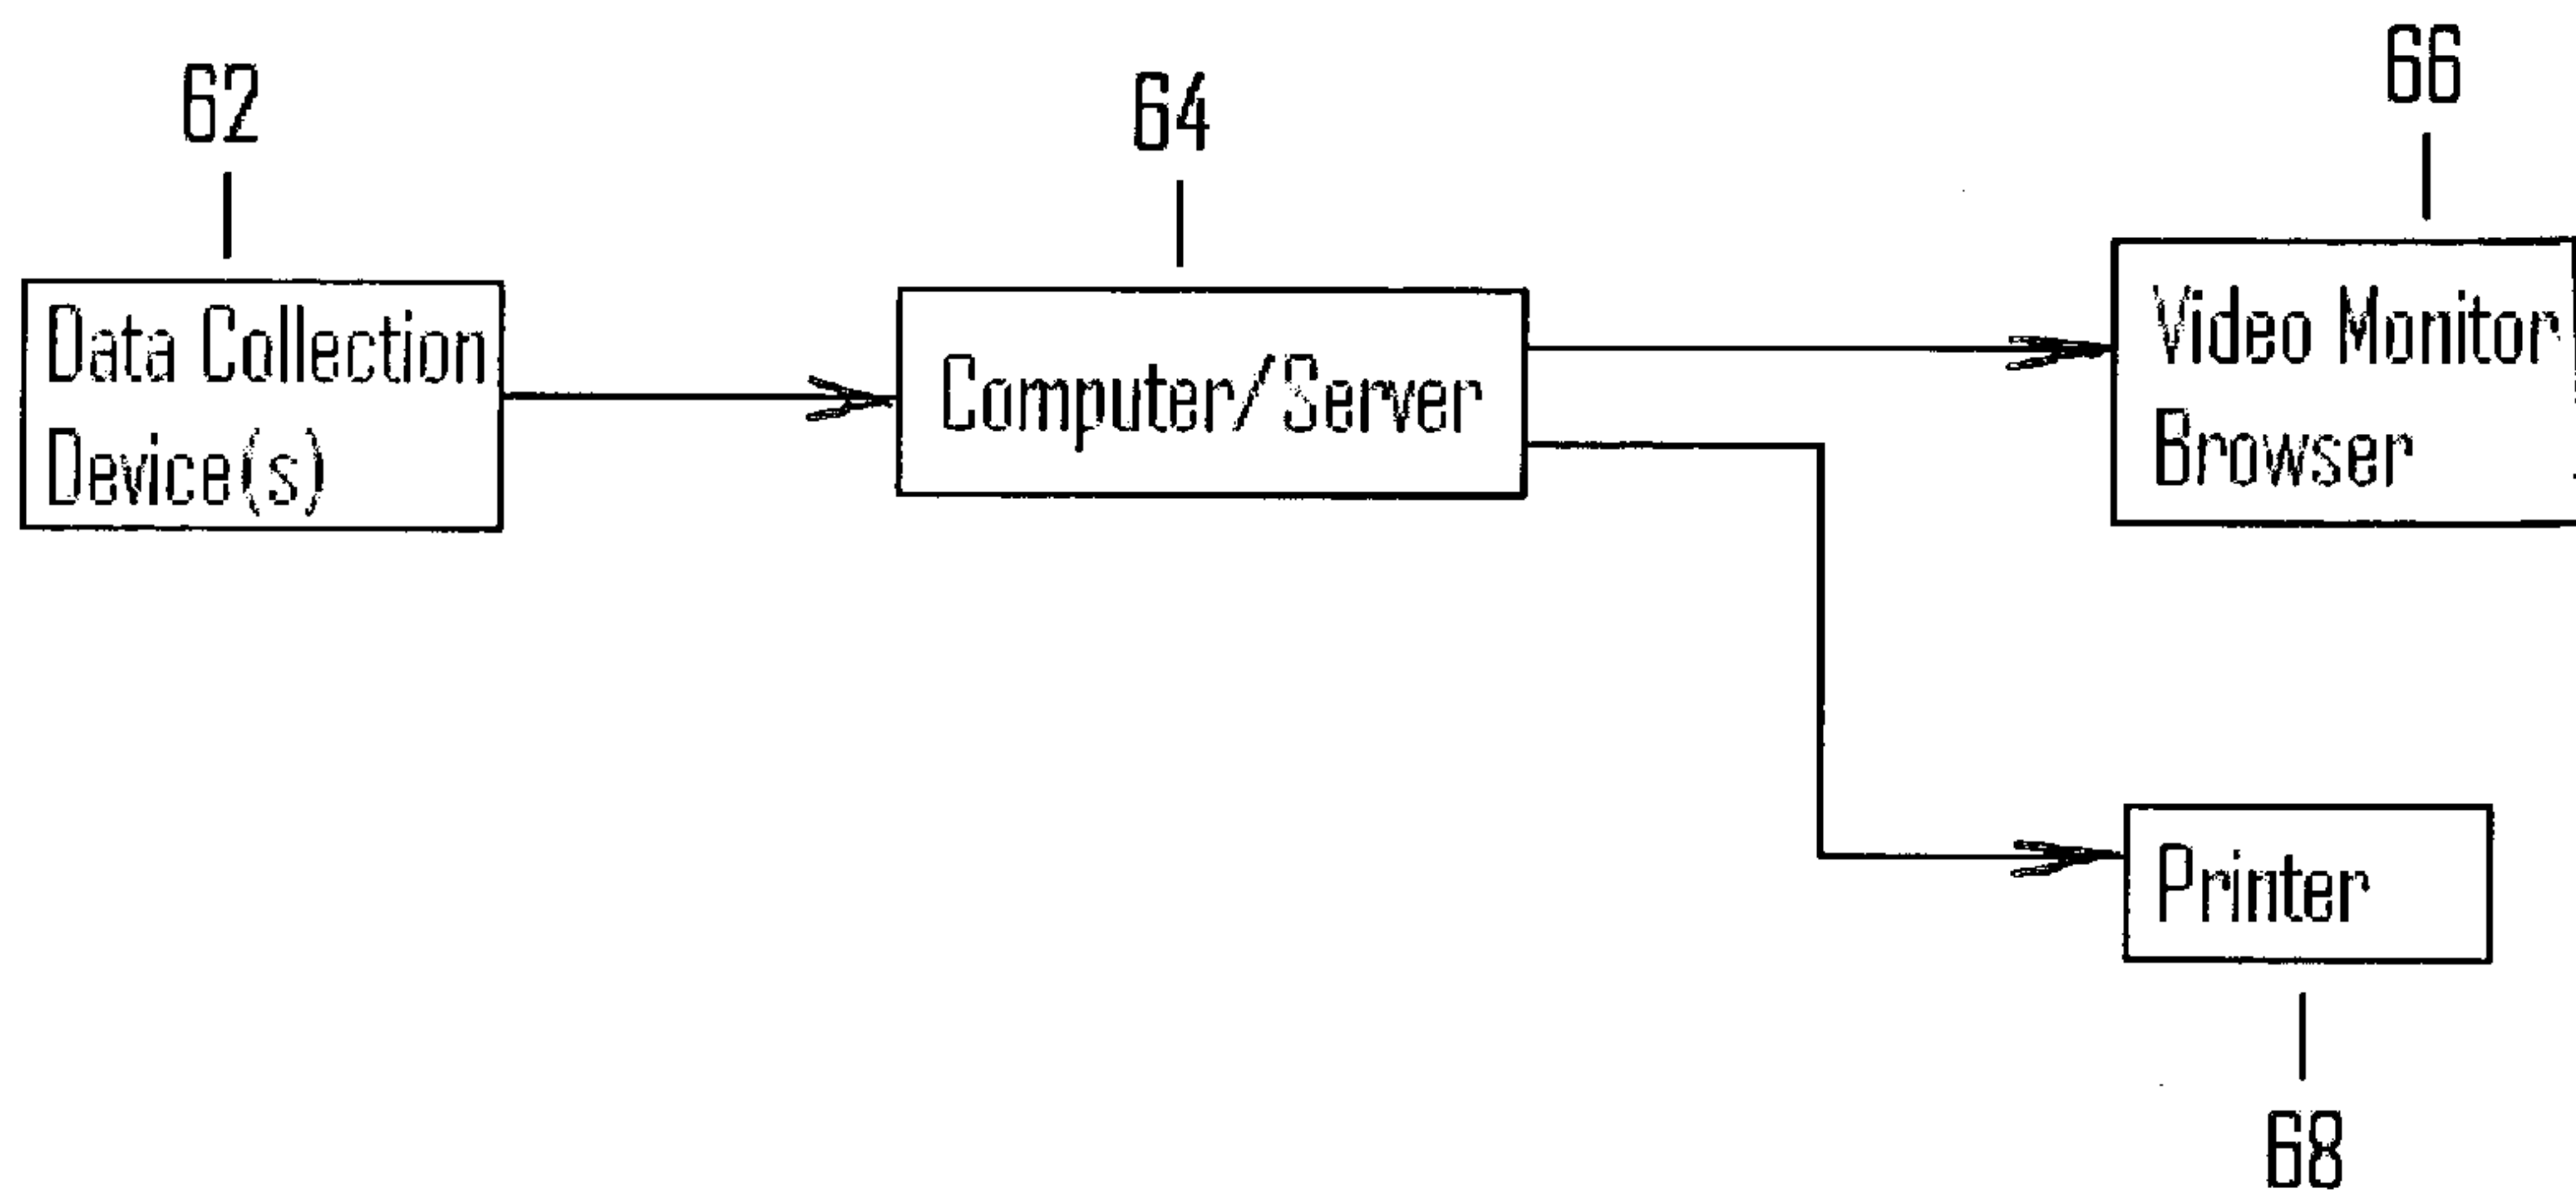 62
64
66
Data Collection
Device(s)
Computer/Server
Video Monitor
Browser
Printer
68